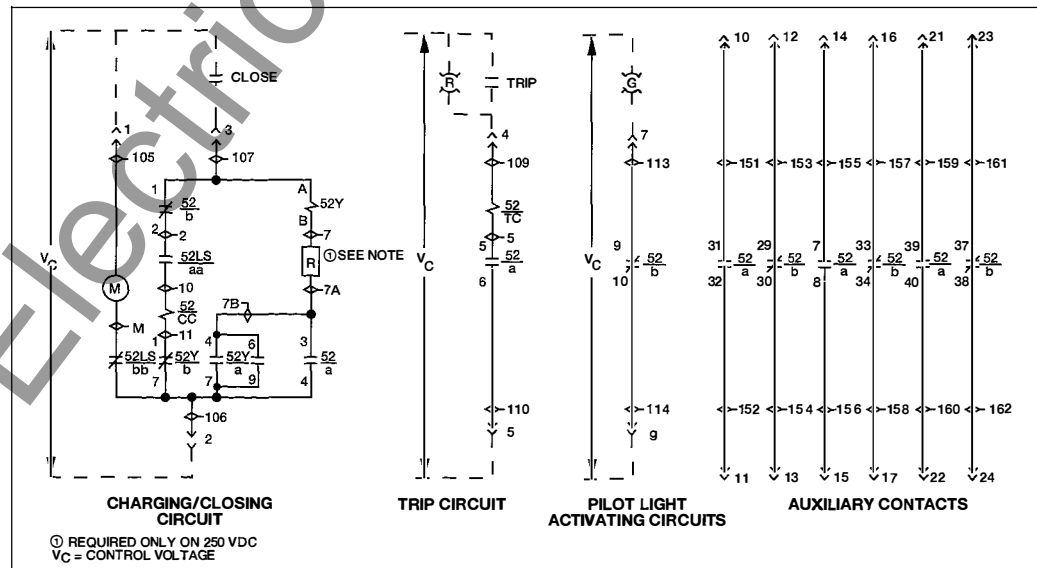 Electrio
CLOSE
TRIP
R
G
VC
VC
VC
1
105
3
107
1
52
b
2
2
52LS
aa
10
52
CC
1
11
52Y
b
7
A
52Y
B
7
R
① SEE NOTE
7A
7B
4
6
52Y
a
7
9
3
52
a
4
M
M
52LS
bb
106
2
4
109
52
TC
5
5
52
a
6
110
5
7
113
9
52
b
10
114
g
10 12 14 16 21 23
151 153 155 157 159 161
31 29 7 33 39 37
52 52 52 52 52 52
a b a b a b
32 30 8 34 40 38
152 154 156 158 160 162
11 13 15 17 22 24
CHARGING/CLOSING
CIRCUIT
TRIP CIRCUIT
PILOT LIGHT
ACTIVATING CIRCUITS
AUXILIARY CONTACTS
① REQUIRED ONLY ON 250 VDC
VC = CONTROL VOLTAGE